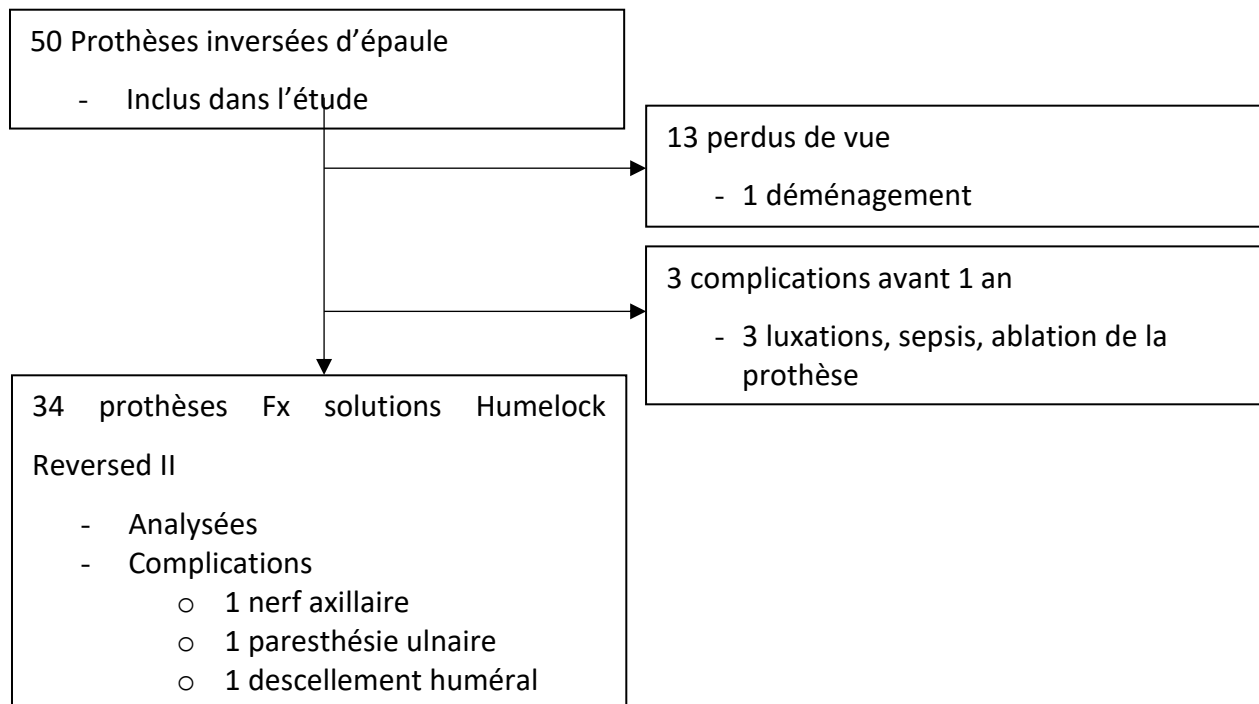 50 Prothèses inversées d’épaule
- Inclus dans l’étude
13 perdus de vue
- 1 déménagement
3 complications avant 1 an
- 3 luxations, sepsis, ablation de la
prothèse
34 prothèses Fx solutions Humelock
Reversed II
- Analysées
- Complications
o 1 nerf axillaire
o 1 paresthésie ulnaire
o 1 descellement huméral